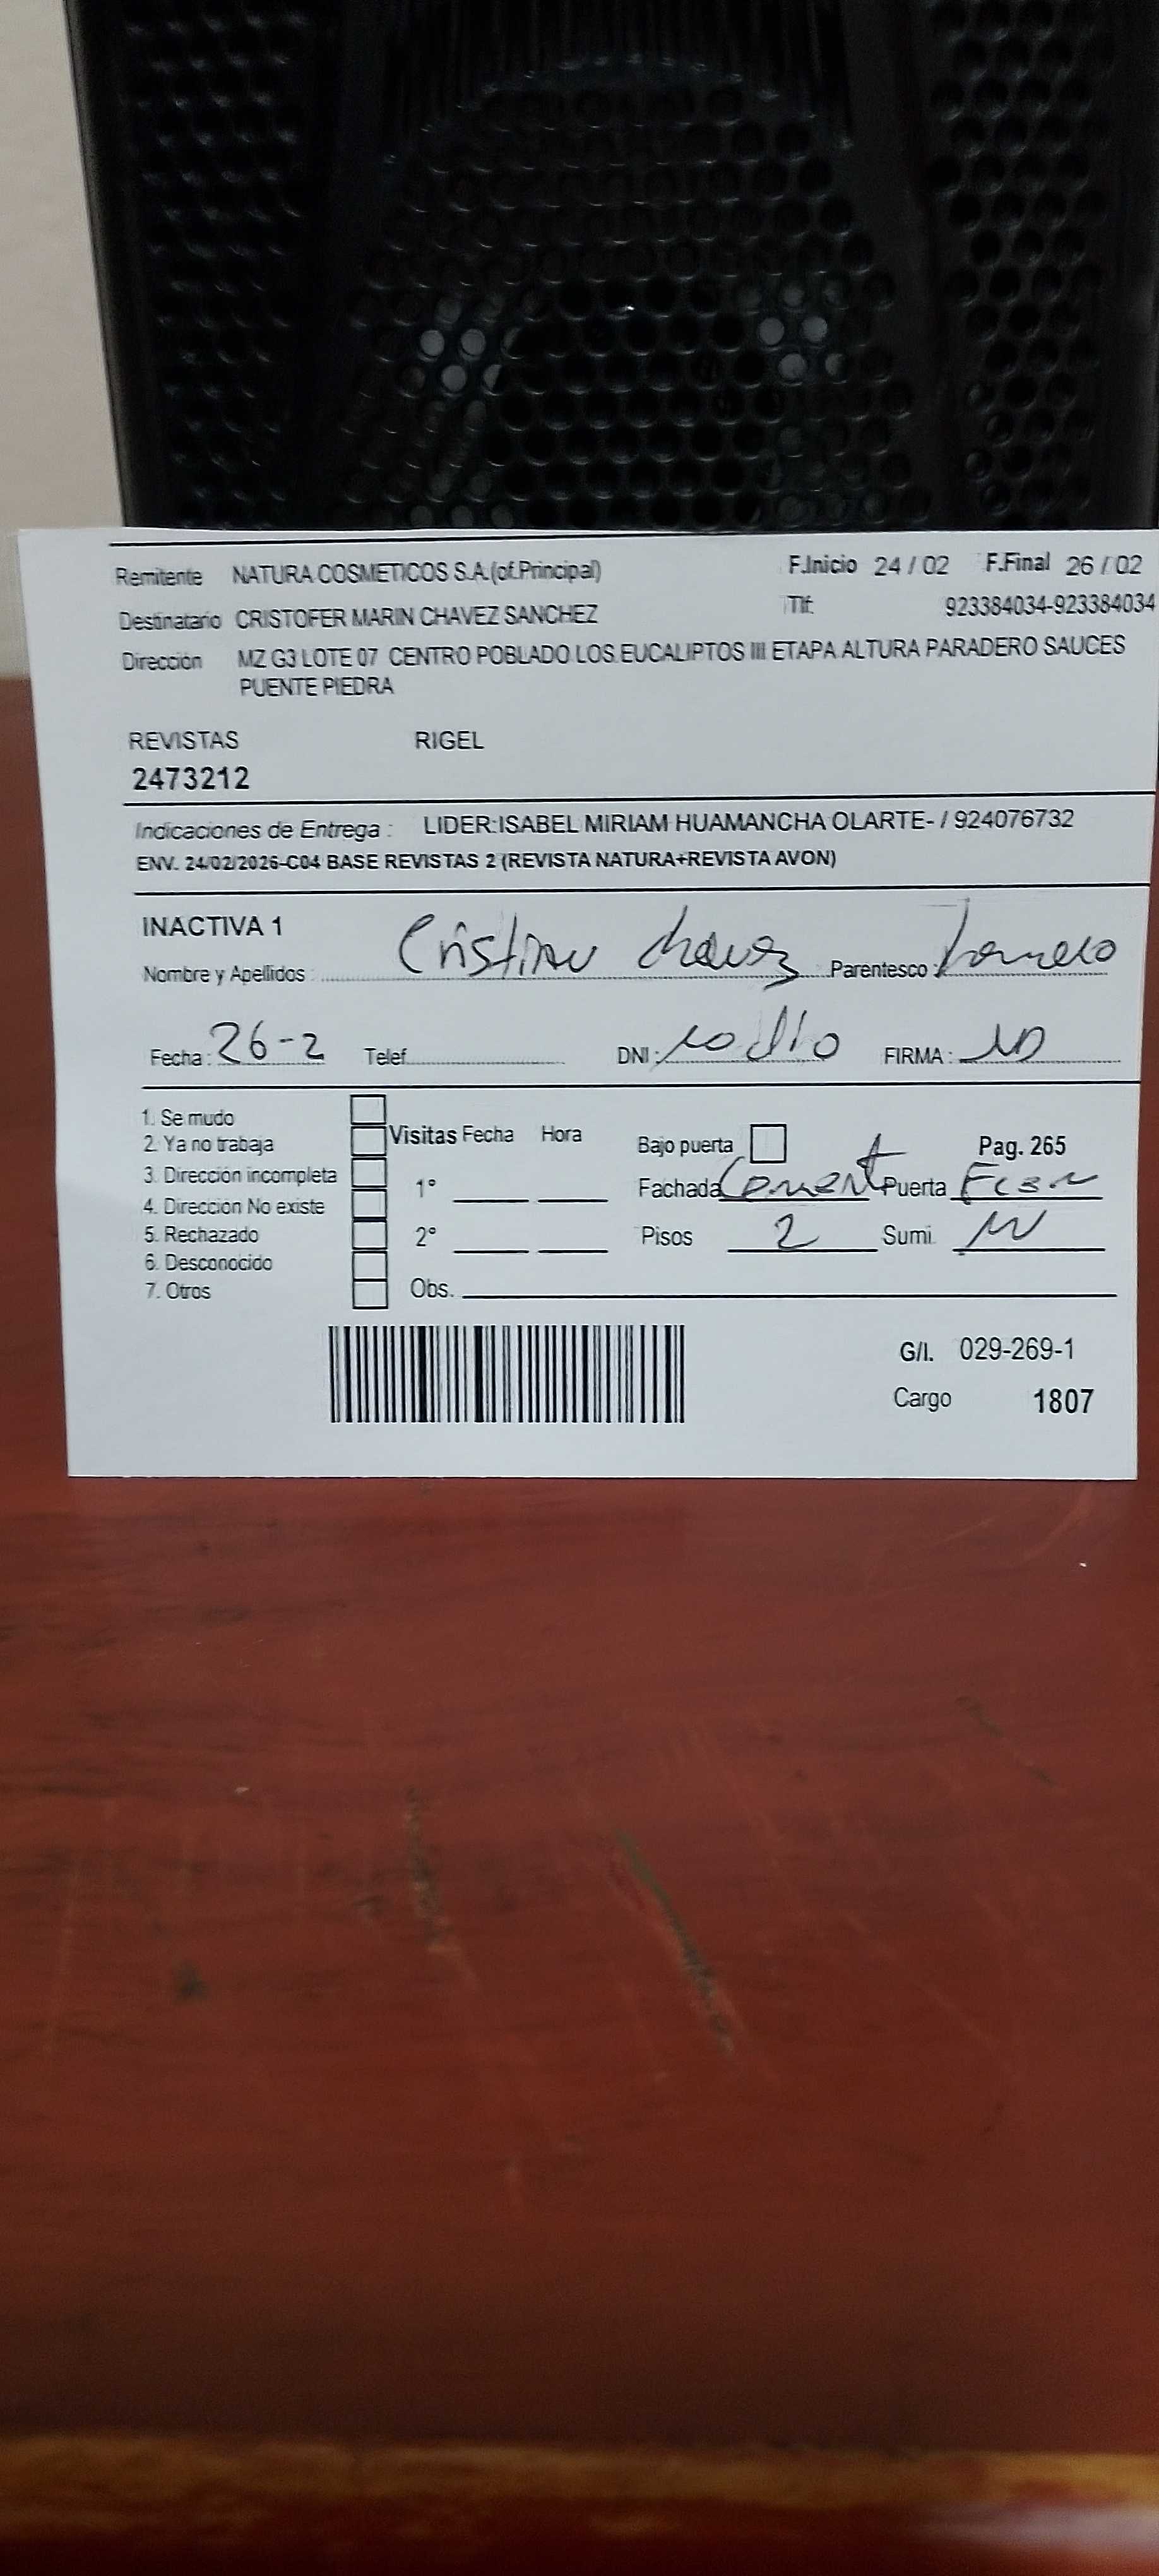 Remitente NATURA COSMETICOS S.A.(of.Principal) F.Inicio 24 / 02 F.Final 26 / 02
Destinatario CRISTOFER MARIN CHAVEZ SANCHEZ Tlf: 923384034-923384034
Dirección MZ G3 LOTE 07 CENTRO POBLADO LOS EUCALIPTOS III ETAPA ALTURA PARADERO SAUCES
PUENTE PIEDRA
REVISTAS RIGEL
2473212
Indicaciones de Entrega : LIDER:ISABEL MIRIAM HUAMANCHA OLARTE- / 924076732
ENV. 24/02/2026-C04 BASE REVISTAS 2 (REVISTA NATURA+REVISTA AVON)
INACTIVA 1
Nombre y Apellidos : Cristian Chavez Parentesco :
Fecha : 26-2 Telef. DNI : FIRMA :
1. Se mudo
2. Ya no trabaja Visitas Fecha Hora Bajo puerta Pag. 265
3. Dirección incompleta 1° Fachada Cement Puerta
4. Dirección No existe
5. Rechazado 2° Pisos 2 Sumi.
6. Desconocido
7. Otros Obs.
G/I. 029-269-1
Cargo 1807